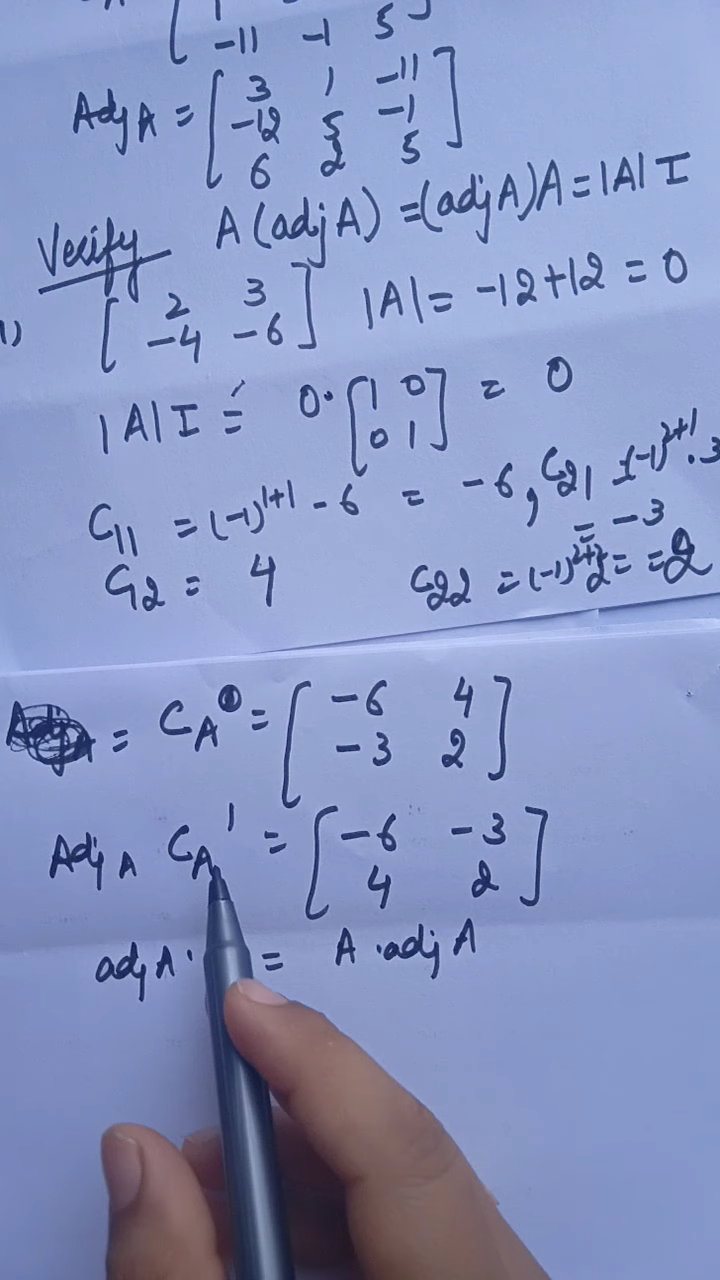 -11 -1 5
Adj A = [ 3 1 -11
-12 5 -1
6 2 5 ]
Verify A(adj A) = (adj A)A = |A| I
1) [ 2 3
-4 -6 ] |A| = -12+12 = 0
|A| I = 0. [ 1 0
0 1 ] = 0
C11 = (-1)^1+1 - 6 = -6, C21 = (-1)^2+1 . 3
= -3
C12 = 4 C22 = (-1)^2+2 = = 2
= CA = [ -6 4
-3 2 ]
Adj A CA' = [ -6 -3
4 2 ]
adj A. = A . adj A